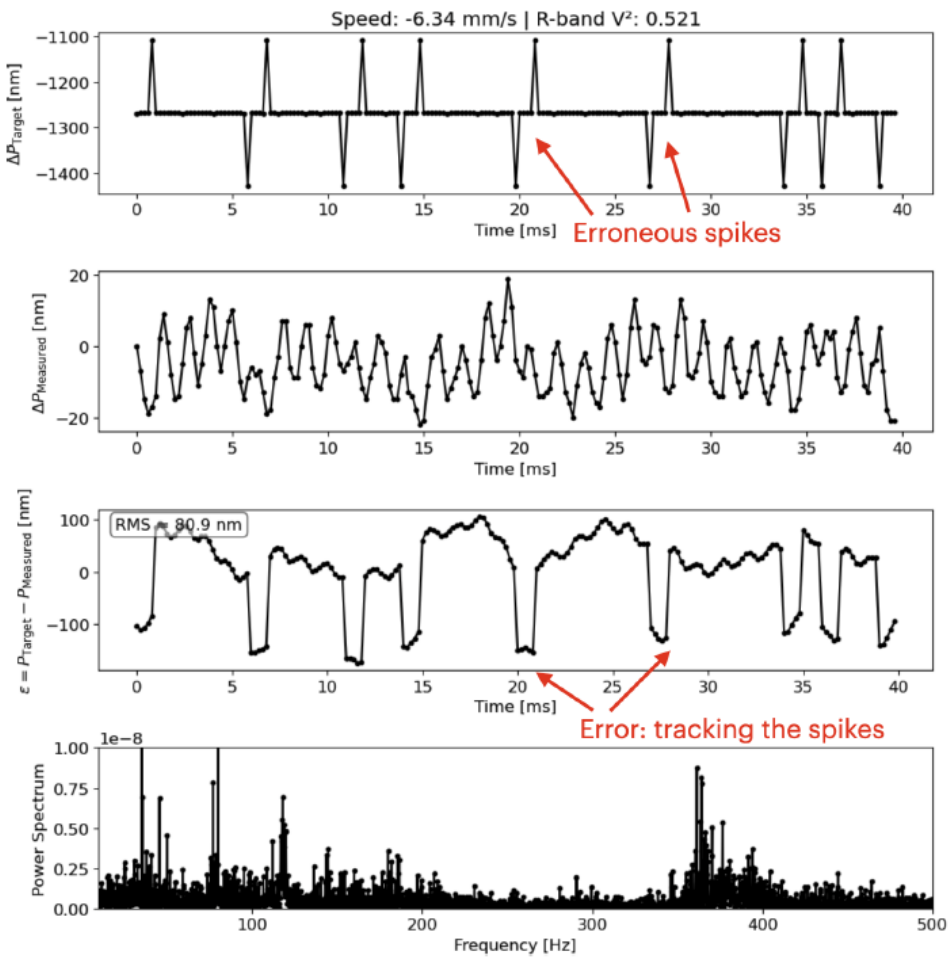 Speed: -6.34 mm/s | R-band V²: 0.521
ΔP_Target [nm]
−1100
−1200
−1300
−1400
0 5 10 15 20 25 30 35 40
Time [ms]
Erroneous spikes
ΔP_Measured [nm]
20
0
−20
0 5 10 15 20 25 30 35 40
Time [ms]
ε = P_Target − P_Measured [nm]
RMS = 80.9 nm
100
0
−100
0 5 10 15 20 25 30 35 40
Time [ms]
Error: tracking the spikes
1e−8
Power Spectrum
1.00
0.75
0.50
0.25
0.00
100 200 300 400 500
Frequency [Hz]